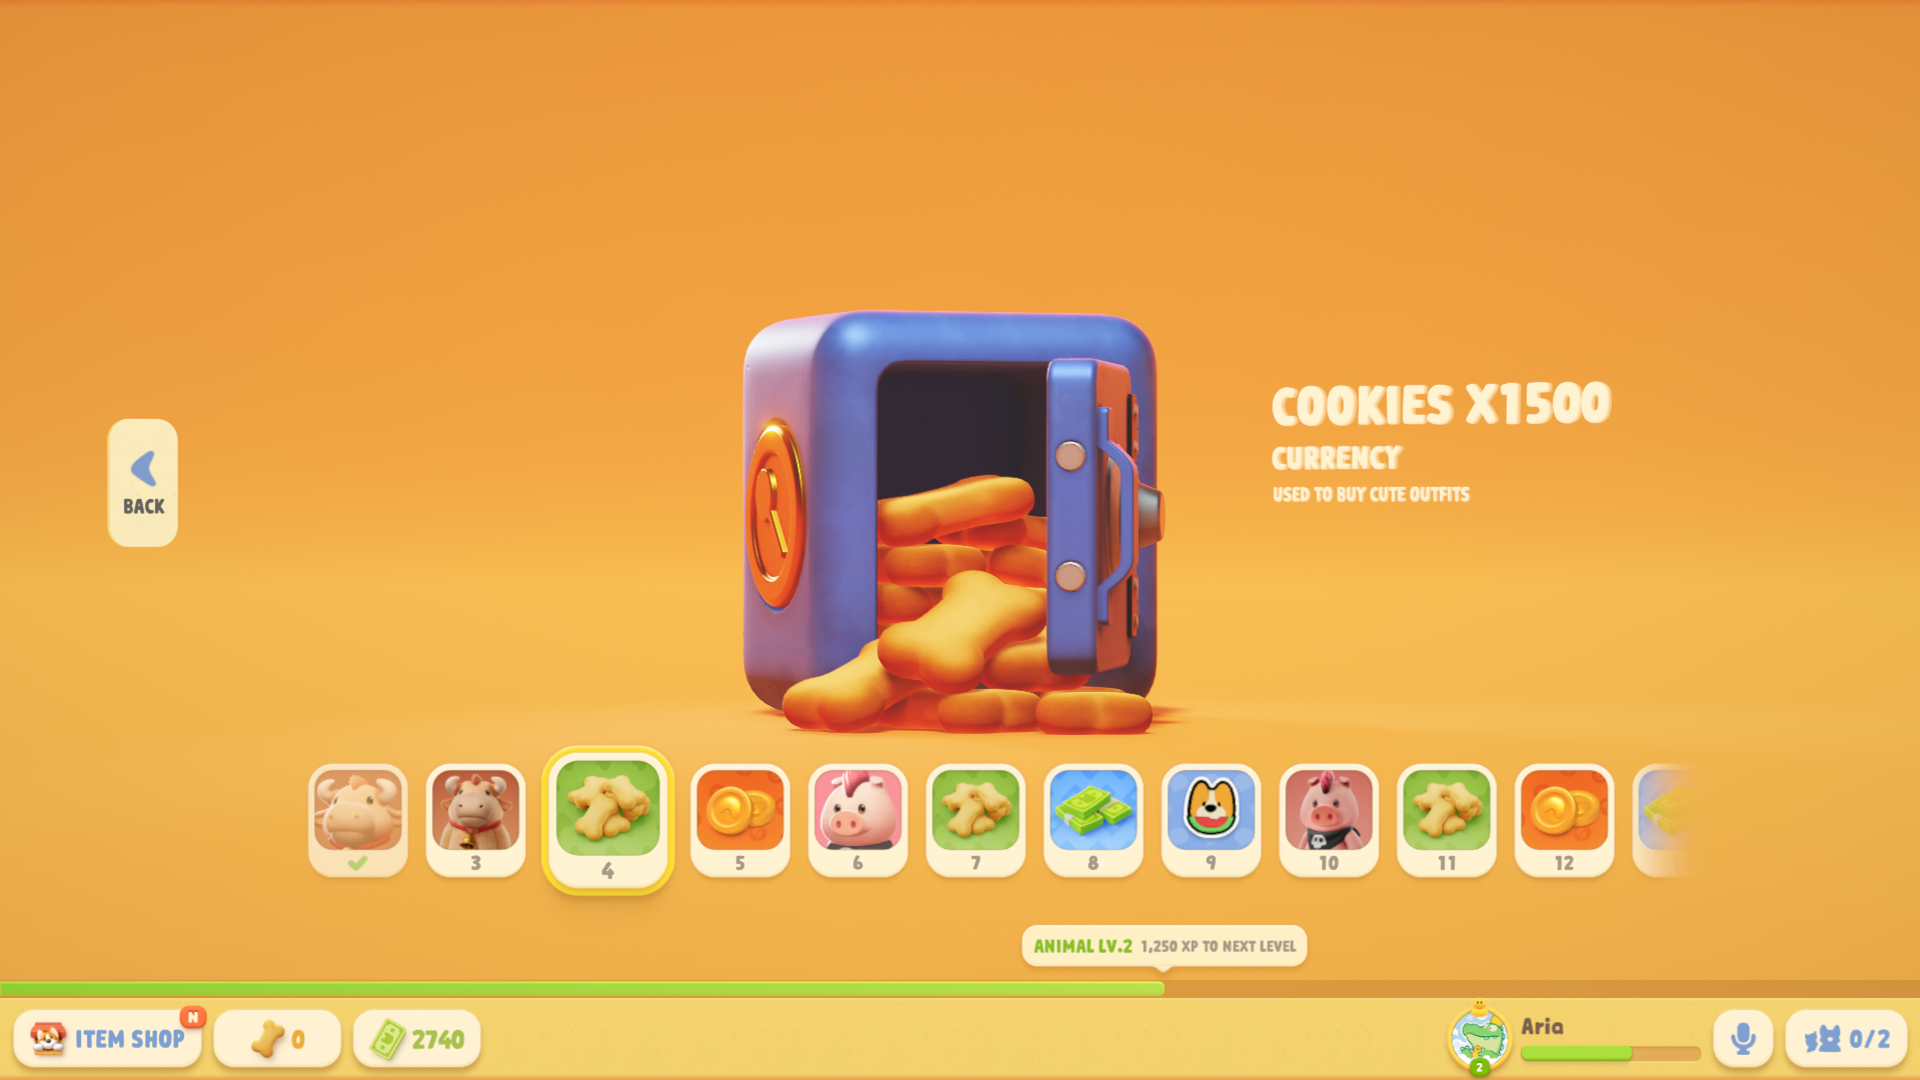 COOKIES X1500
CURRENCY
USED TO BUY CUTE OUTFITS
BACK
3
4
5
6
7
8
9
10
11
12
ANIMAL LV.2 1,250 XP TO NEXT LEVEL
ITEM SHOP
N
0
2740
Aria
2
0/2